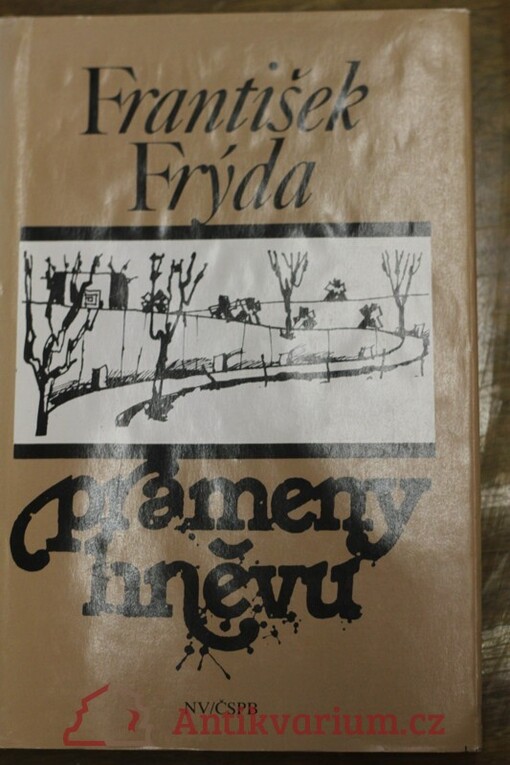 František
Frýda
prameny
hněvu
NV/ČSPB
Antikvarium.cz